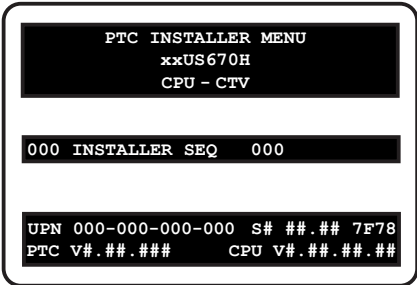 PTC INSTALLER MENU
xxUS670H
CPU – CTV
000 INSTALLER SEQ 000
UPN 000-000-000-000 S# ##.## 7F78
PTC V#.##.### CPU V#.##.##.##